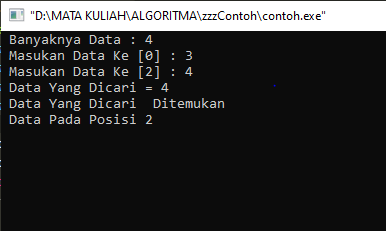 "D:\MATA KULIAH\ALGORITMA\zzzContoh\contoh.exe"
Banyaknya Data : 4
Masukan Data Ke [0] : 3
Masukan Data Ke [2] : 4
Data Yang Dicari = 4
Data Yang Dicari  Ditemukan
Data Pada Posisi 2